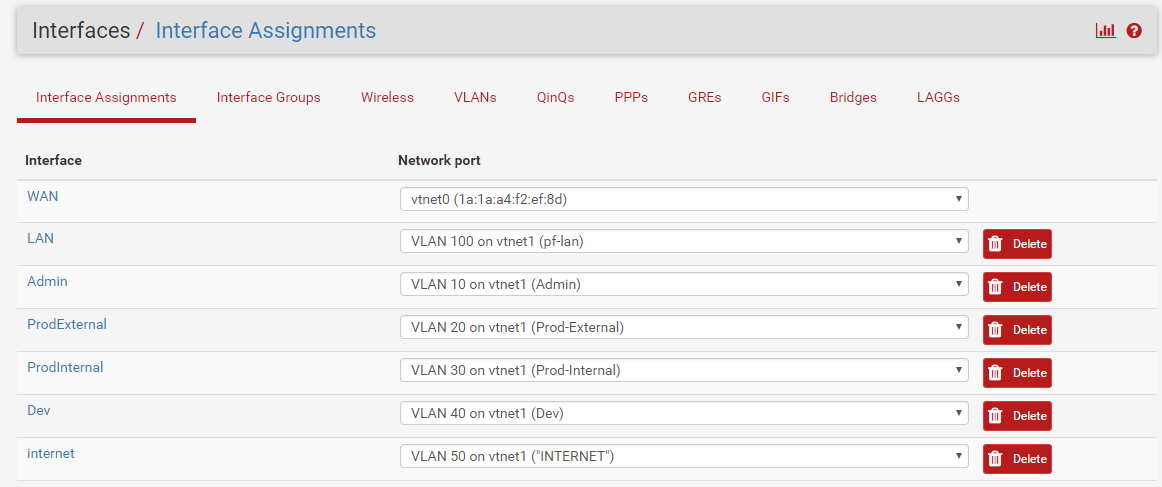 Interfaces / Interface Assignments
Interface Assignments Interface Groups Wireless VLANs QinQs PPPs GREs GIFs Bridges LAGGs
Interface Network port
WAN vtnet0 (1a:1a:a4:f2:ef:8d)
LAN VLAN 100 on vtnet1 (pf-lan) Delete
Admin VLAN 10 on vtnet1 (Admin) Delete
ProdExternal VLAN 20 on vtnet1 (Prod-External) Delete
ProdInternal VLAN 30 on vtnet1 (Prod-Internal) Delete
Dev VLAN 40 on vtnet1 (Dev) Delete
internet VLAN 50 on vtnet1 ("INTERNET") Delete